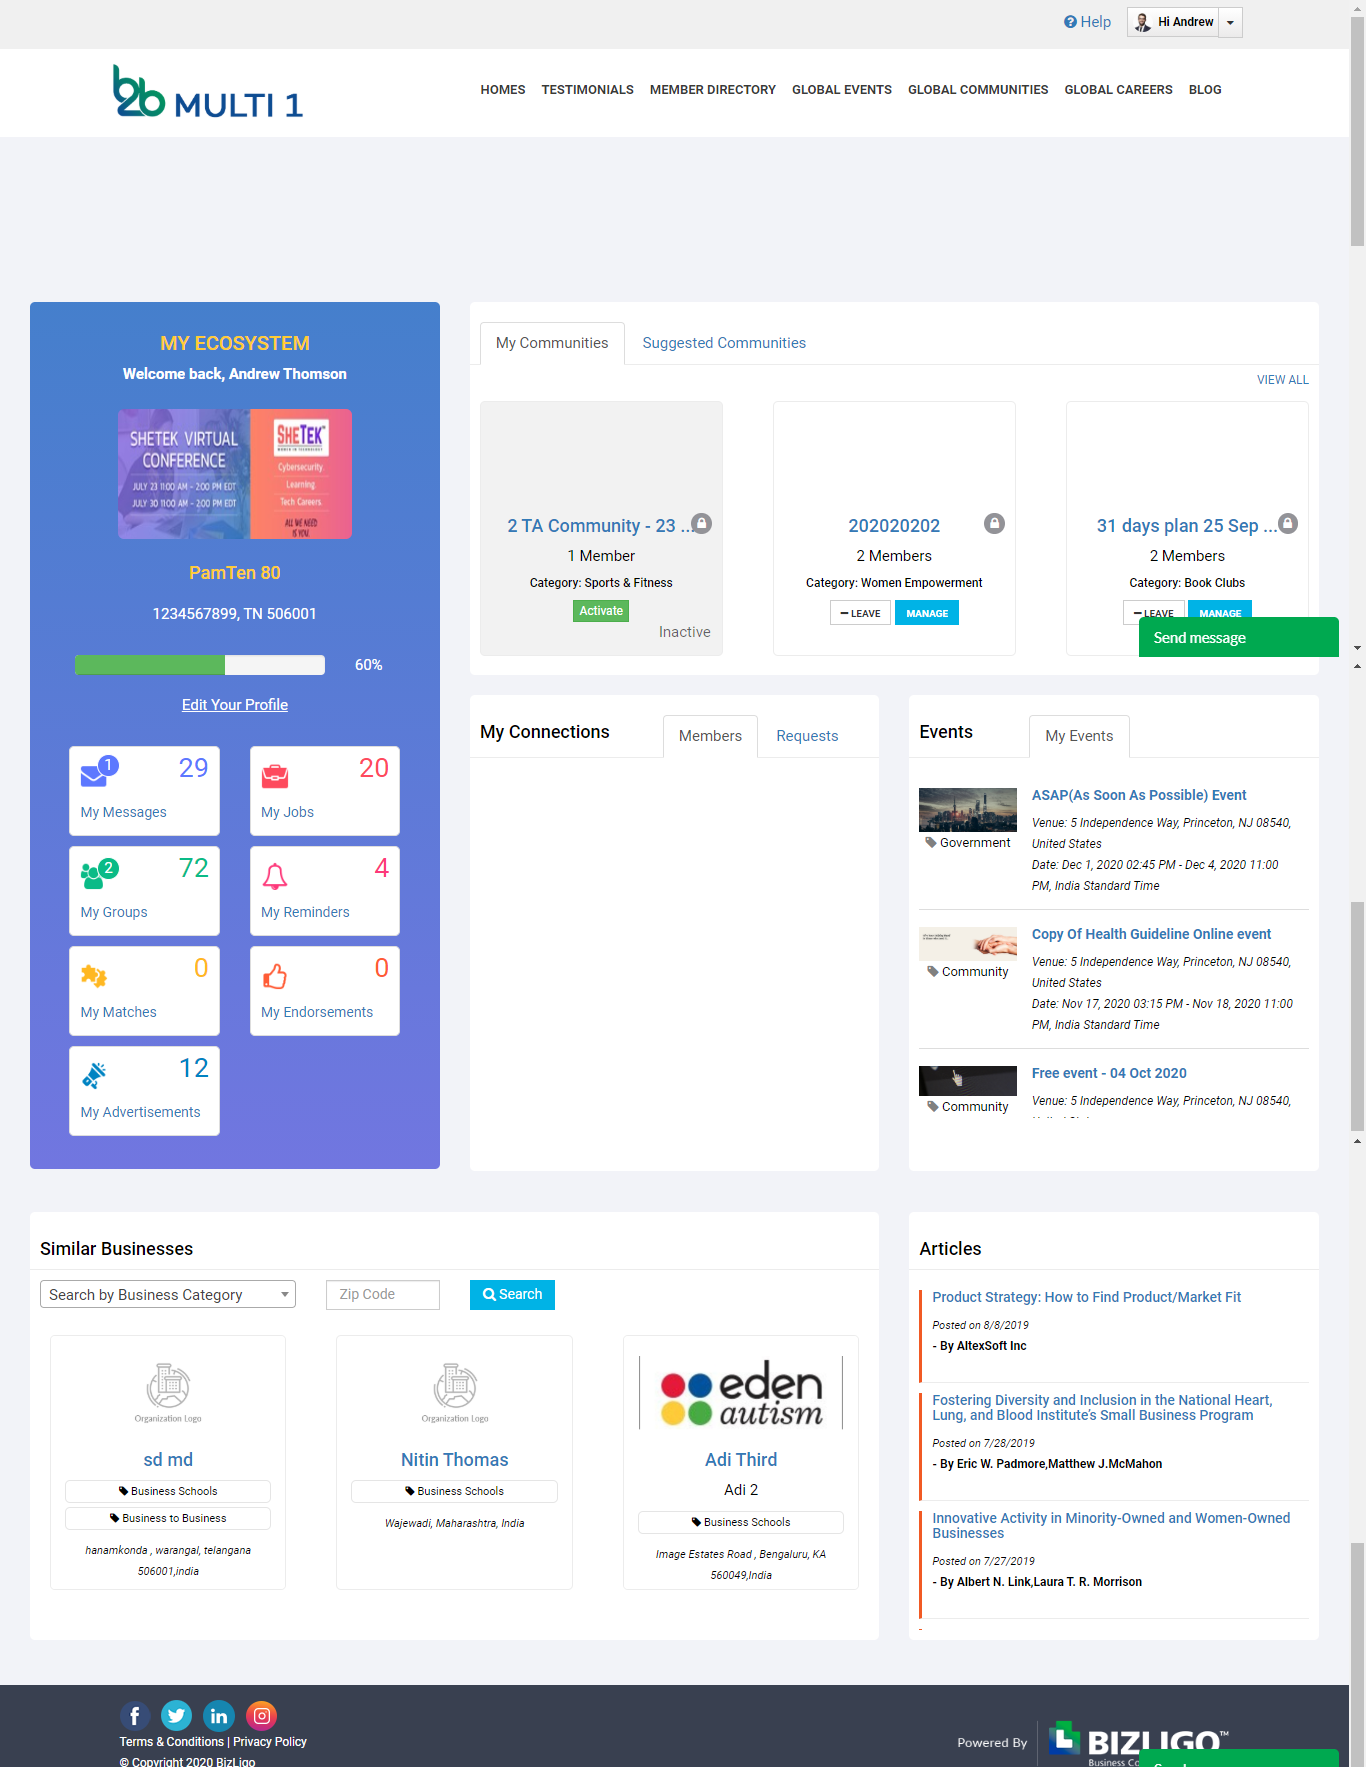 Help
Hi Andrew
b2b MULTI 1
HOMES TESTIMONIALS MEMBER DIRECTORY GLOBAL EVENTS GLOBAL COMMUNITIES GLOBAL CAREERS BLOG
MY ECOSYSTEM
Welcome back, Andrew Thomson
SHETEK VIRTUAL
CONFERENCE
JULY 23 11:00 AM - 2:00 PM EDT
JULY 30 11:00 AM - 2:00 PM EDT
SHETEK
Cybersecurity
Learning
Tech Careers
ALL WE NEED
IS YOU!
PamTen 80
1234567899, TN 506001
60%
Edit Your Profile
1
29
My Messages
20
My Jobs
2
72
My Groups
4
My Reminders
0
My Matches
0
My Endorsements
12
My Advertisements
My Communities
Suggested Communities
VIEW ALL
2 TA Community - 23 ...
1 Member
Category: Sports & Fitness
Activate
Inactive
202020202
2 Members
Category: Women Empowerment
LEAVE
MANAGE
31 days plan 25 Sep ...
2 Members
Category: Book Clubs
LEAVE
MANAGE
Send message
My Connections
Members
Requests
Events
My Events
Government
ASAP(As Soon As Possible) Event
Venue: 5 Independence Way, Princeton, NJ 08540,
United States
Date: Dec 1, 2020 02:45 PM - Dec 4, 2020 11:00
PM, India Standard Time
Community
Copy Of Health Guideline Online event
Venue: 5 Independence Way, Princeton, NJ 08540,
United States
Date: Nov 17, 2020 03:15 PM - Nov 18, 2020 11:00
PM, India Standard Time
Community
Free event - 04 Oct 2020
Venue: 5 Independence Way, Princeton, NJ 08540,
Similar Businesses
Search by Business Category
Zip Code
Search
Organization Logo
sd md
Business Schools
Business to Business
hanamkonda , warangal, telangana
506001,india
Organization Logo
Nitin Thomas
Business Schools
Wajewadi, Maharashtra, India
eden
autism
Adi Third
Adi 2
Business Schools
Image Estates Road , Bengaluru, KA
560049,India
Articles
Product Strategy: How to Find Product/Market Fit
Posted on 8/8/2019
- By AltexSoft Inc
Fostering Diversity and Inclusion in the National Heart,
Lung, and Blood Institute's Small Business Program
Posted on 7/28/2019
- By Eric W. Padmore,Matthew J.McMahon
Innovative Activity in Minority-Owned and Women-Owned
Businesses
Posted on 7/27/2019
- By Albert N. Link,Laura T. R. Morrison
Terms & Conditions | Privacy Policy
© Copyright 2020 BizLigo
Powered By
BIZLIGO™
Business